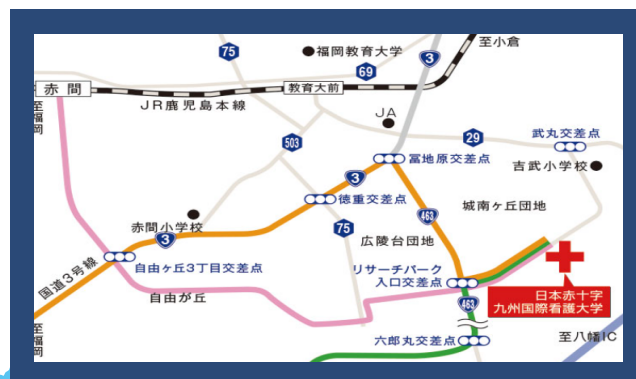 75
福岡教育大学
3
至小倉
69
赤間
教育大前
JR鹿児島本線
至福岡
JA
503
29
武丸交差点
冨地原交差点
吉武小学校
3
徳重交差点
463
城南ヶ丘団地
赤間小学校
3
75
広陵台団地
国道3号線
自由ヶ丘3丁目交差点
リサーチパーク
入口交差点
自由が丘
463
日本赤十字
九州国際看護大学
至福岡
六郎丸交差点
至八幡IC